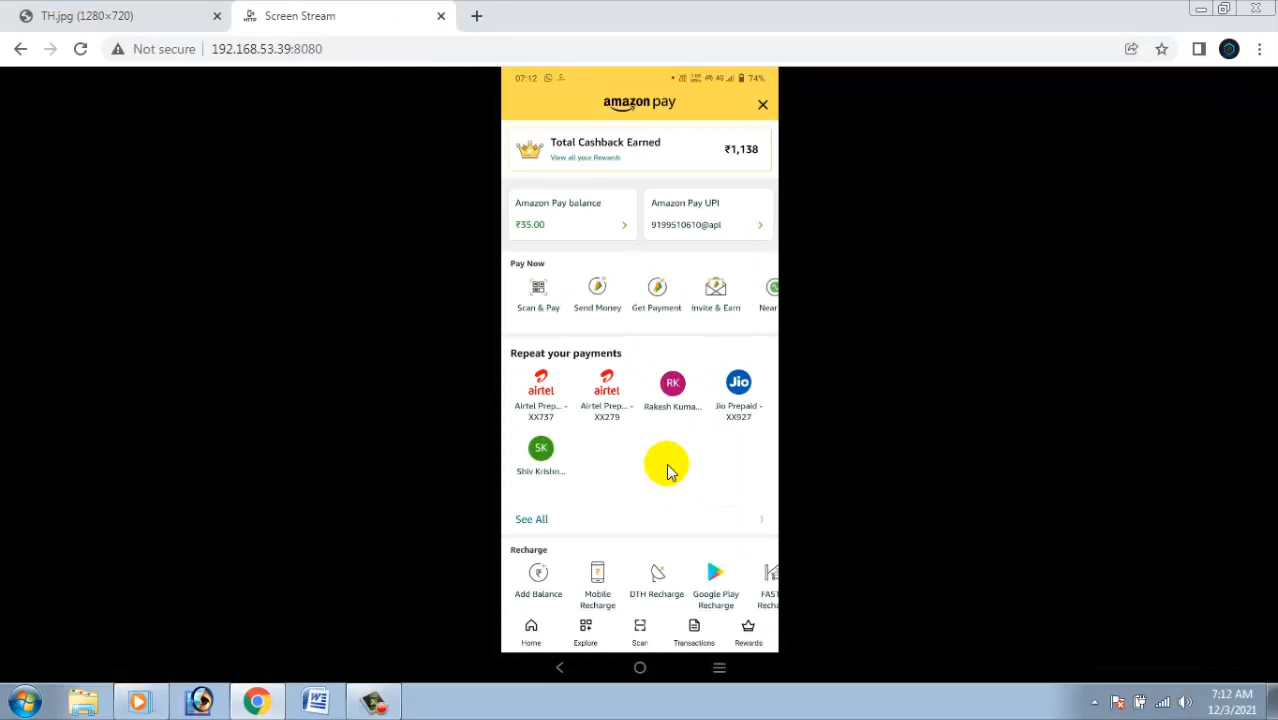 TH.jpg (1280×720)
Screen Stream
Not secure
192.168.53.39:8080
07:12
4G
74%
amazon pay
Total Cashback Earned
₹1,138
View all your Rewards
Amazon Pay balance
Amazon Pay UPI
₹35.00
9199510610@apl
Pay Now
Scan & Pay
Send Money
Get Payment
Invite & Earn
Near
Repeat your payments
airtel
airtel
RK
Jio
Airtel Prep... - XX737
Airtel Prep... - XX279
Rakesh Kuma...
Jio Prepaid - XX927
SK
Shiv Krishn...
See All
Recharge
Add Balance
Mobile Recharge
DTH Recharge
Google Play Recharge
FAST Recha
Home
Explore
Scan
Transactions
Rewards
7:12 AM
12/3/2021